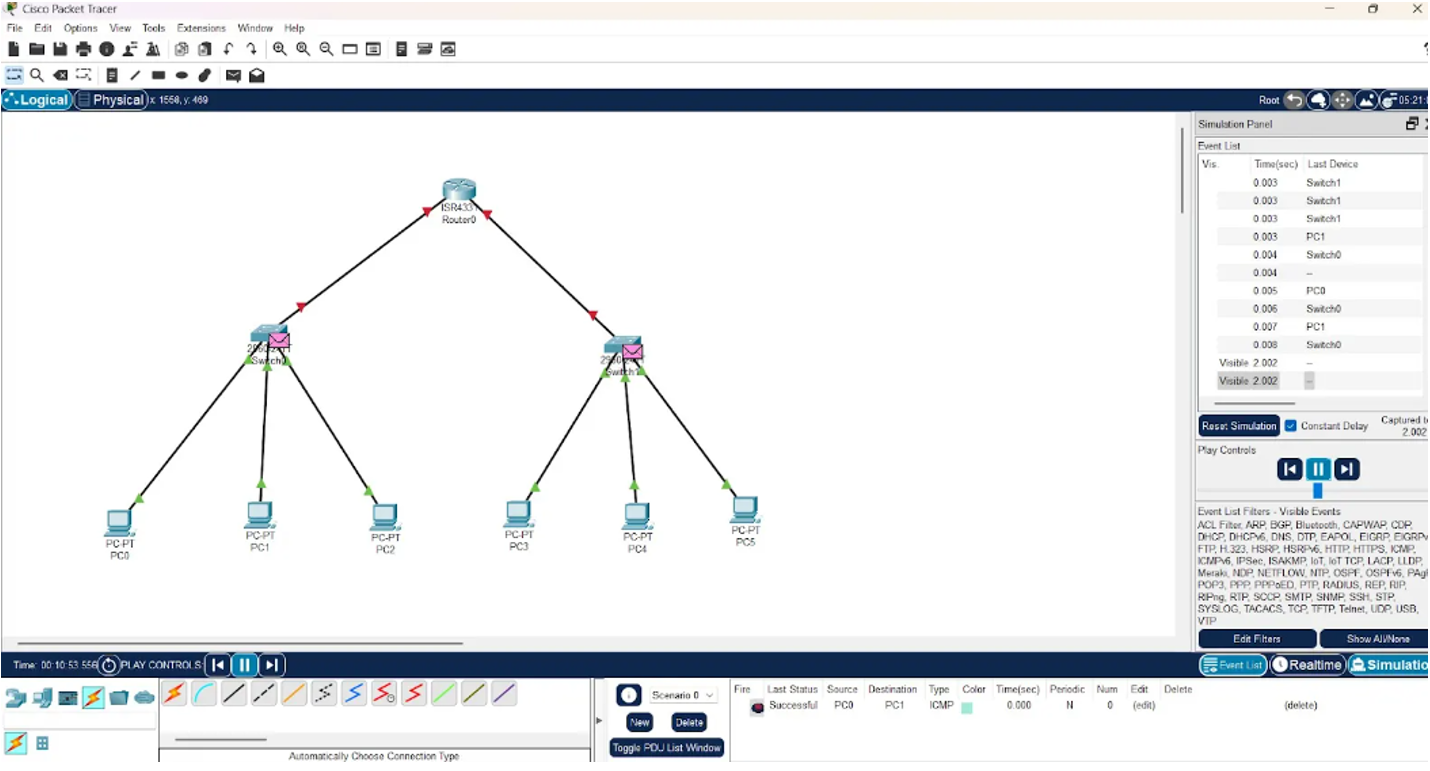 Cisco Packet Tracer
File Edit Options View Tools Extensions Window Help
Logical Physical x: 1558, y: 469
Root 05:21:
Simulation Panel
Event List
Vis. Time(sec) Last Device
0.003 Switch1
0.003 Switch1
0.003 Switch1
0.003 PC1
0.004 Switch0
0.004 --
0.005 PC0
0.006 Switch0
0.007 PC1
0.008 Switch0
Visible 2.002 --
Visible 2.002 --
Reset Simulation Constant Delay Captured to
2.002
Play Controls
Event List Filters - Visible Events
ACL Filter, ARP, BGP, Bluetooth, CAPWAP, CDP,
DHCP, DHCPv6, DNS, DTP, EAPOL, EIGRP, EIGRPv
FTP, H.323, HSRP, HSRPv6, HTTP, HTTPS, ICMP,
ICMPv6, IPSec, ISAKMP, IoT, IoT TCP, LACP, LLDP,
Meraki, NDP, NETFLOW, NTP, OSPF, OSPFv6, PAg
POP3, PPP, PPPoED, PTP, RADIUS, REP, RIP,
RIPng, RTP, SCCP, SMTP, SNMP, SSH, STP,
SYSLOG, TACACS, TCP, TFTP, Telnet, UDP, USB,
VTP
Edit Filters Show All/None
ISR433
Router0
Switch0
Switch
PC-PT
PC0
PC-PT
PC1
PC-PT
PC2
PC-PT
PC3
PC-PT
PC4
PC-PT
PC5
Time: 00:10:53.556 PLAY CONTROLS:
Event List Realtime Simulatio
Scenario 0
New Delete
Toggle PDU List Window
Fire Last Status Source Destination Type Color Time(sec) Periodic Num Edit Delete
Successful PC0 PC1 ICMP 0.000 N 0 (edit) (delete)
Automatically Choose Connection Type